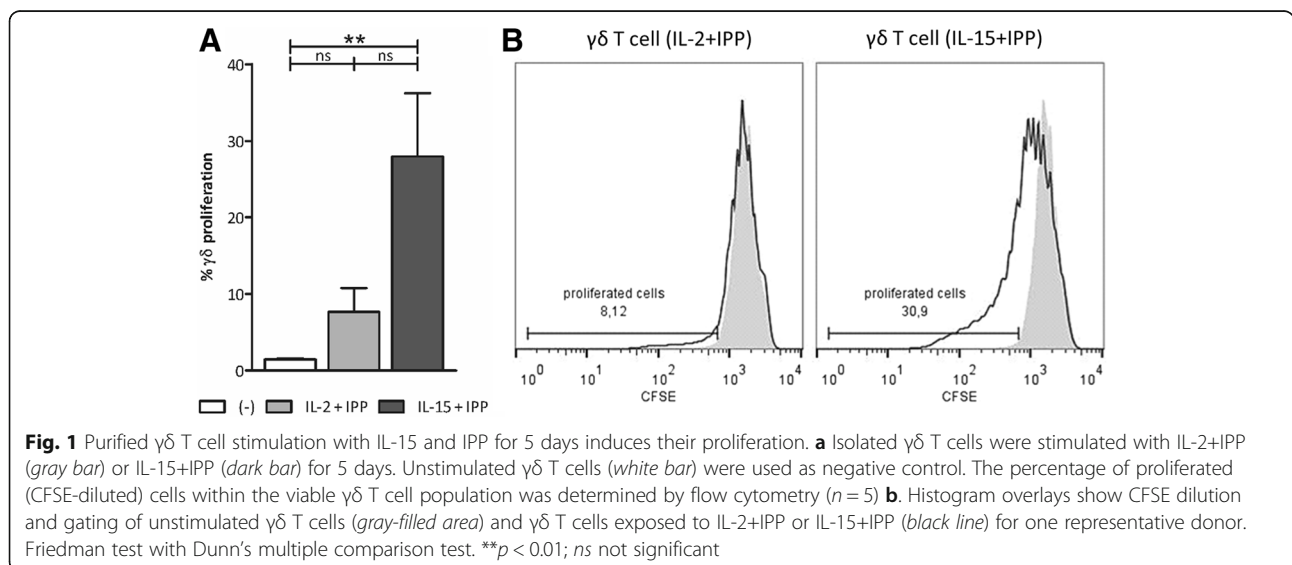 A
**
ns ns
40
30
20
10
0
% γδ proliferation
(-) IL-2+IPP IL-15+IPP
B
γδ T cell (IL-2+IPP)
proliferated cells
8,12
10^0 10^1 10^2 10^3 10^4
CFSE
γδ T cell (IL-15+IPP)
proliferated cells
30,9
10^0 10^1 10^2 10^3 10^4
CFSE
Fig. 1 Purified γδ T cell stimulation with IL-15 and IPP for 5 days induces their proliferation. a Isolated γδ T cells were stimulated with IL-2+IPP
(gray bar) or IL-15+IPP (dark bar) for 5 days. Unstimulated γδ T cells (white bar) were used as negative control. The percentage of proliferated
(CFSE-diluted) cells within the viable γδ T cell population was determined by flow cytometry (n = 5) b. Histogram overlays show CFSE dilution
and gating of unstimulated γδ T cells (gray-filled area) and γδ T cells exposed to IL-2+IPP or IL-15+IPP (black line) for one representative donor.
Friedman test with Dunn's multiple comparison test. **p < 0.01; ns not significant